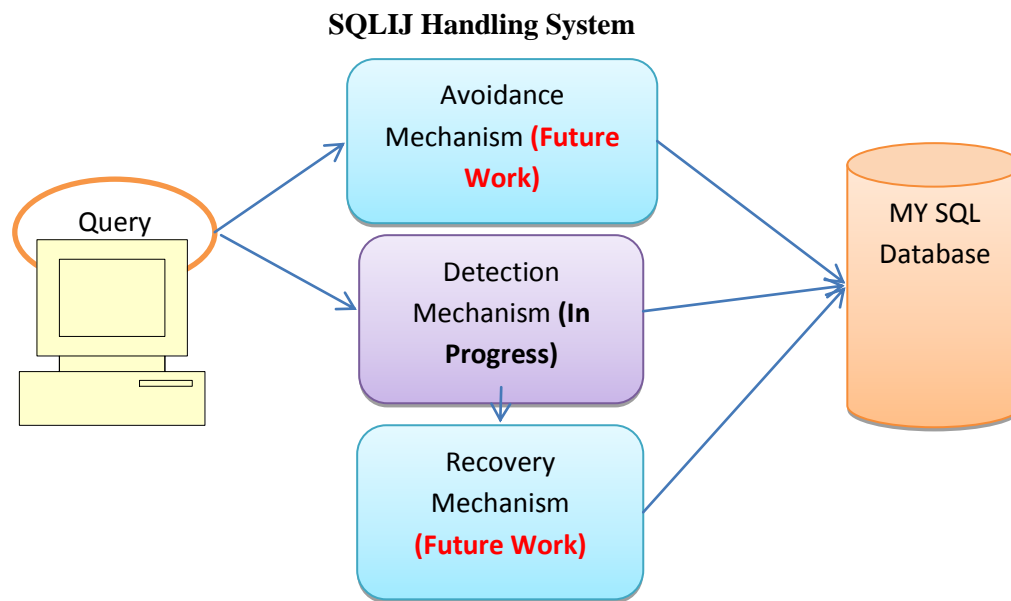 SQLIJ Handling System
Avoidance
Mechanism (Future
Work)
Query
MY SQL
Database
Detection
Mechanism (In
Progress)
Recovery
Mechanism
(Future Work)